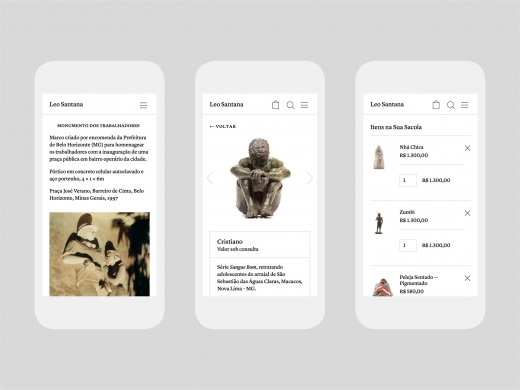 Leo Santana
MONUMENTO DOS TRABALHADORES
Marco criado por encomenda da Prefeitura
de Belo Horizonte (MG) para homenagear
os trabalhadores com a inauguração de uma
praça pública em bairro operário da cidade.
Pórtico em concreto celular autoclavado e
aço portenho, 4 × 1 × 6m
Praça José Verano, Barreiro de Cima, Belo
Horizonte, Minas Gerais, 1997
Leo Santana
← VOLTAR
Cristiano
Valor sob consulta
Série Sangue Bom, retratando
adolescentes do arraial de São
Sebastião das Águas Claras, Macacos,
Nova Lima - MG.
Leo Santana
Itens na Sua Sacola
Nhá Chica
R$ 1.300,00
1 R$ 1.300,00
Zumbi
R$ 1.300,00
1 R$ 1.300,00
Peleja Sentado —
Pigmentado
R$ 580,00